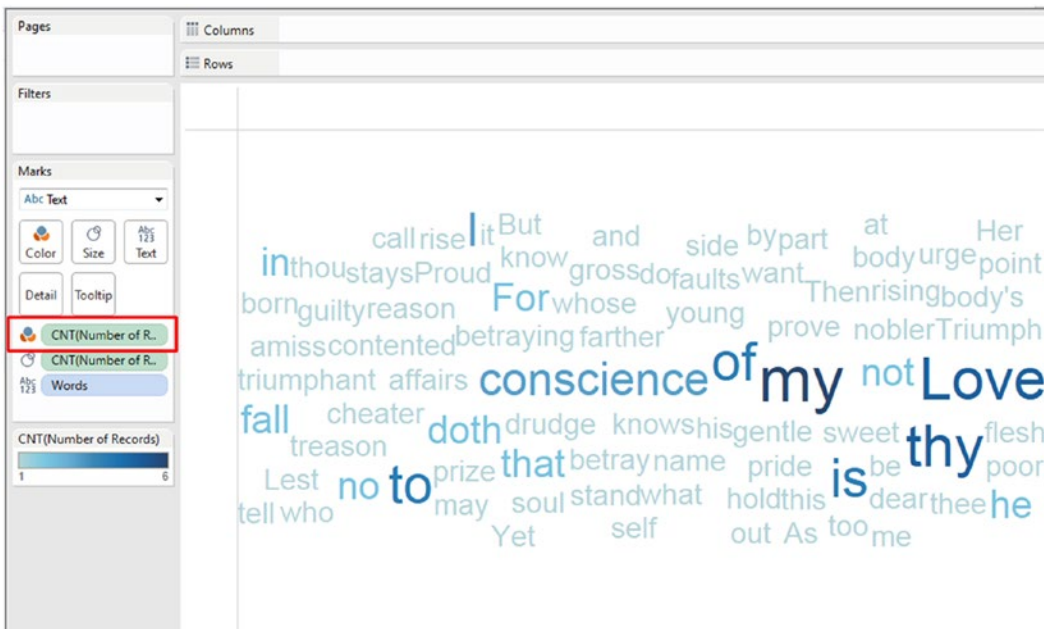 Pages
Columns
Rows
Filters
Marks
Abc Text
Color
Size
Abc 123 Text
Detail
Tooltip
CNT(Number of R..
CNT(Number of R..
Abc 123 Words
CNT(Number of Records)
1 6
call rise I it But and side by part at Her
in thou stays Proud know gross do faults want body urge point
born guilty reason For whose young Then rising body's
amiss contented betraying farther prove nobler Triumph
triumphant affairs conscience of my not Love
fall cheater doth drudge knows his gentle sweet thy flesh
treason
Lest no to prize that betray name pride is be poor
tell who may soul stand what hold this dear thee he
Yet self out As too me